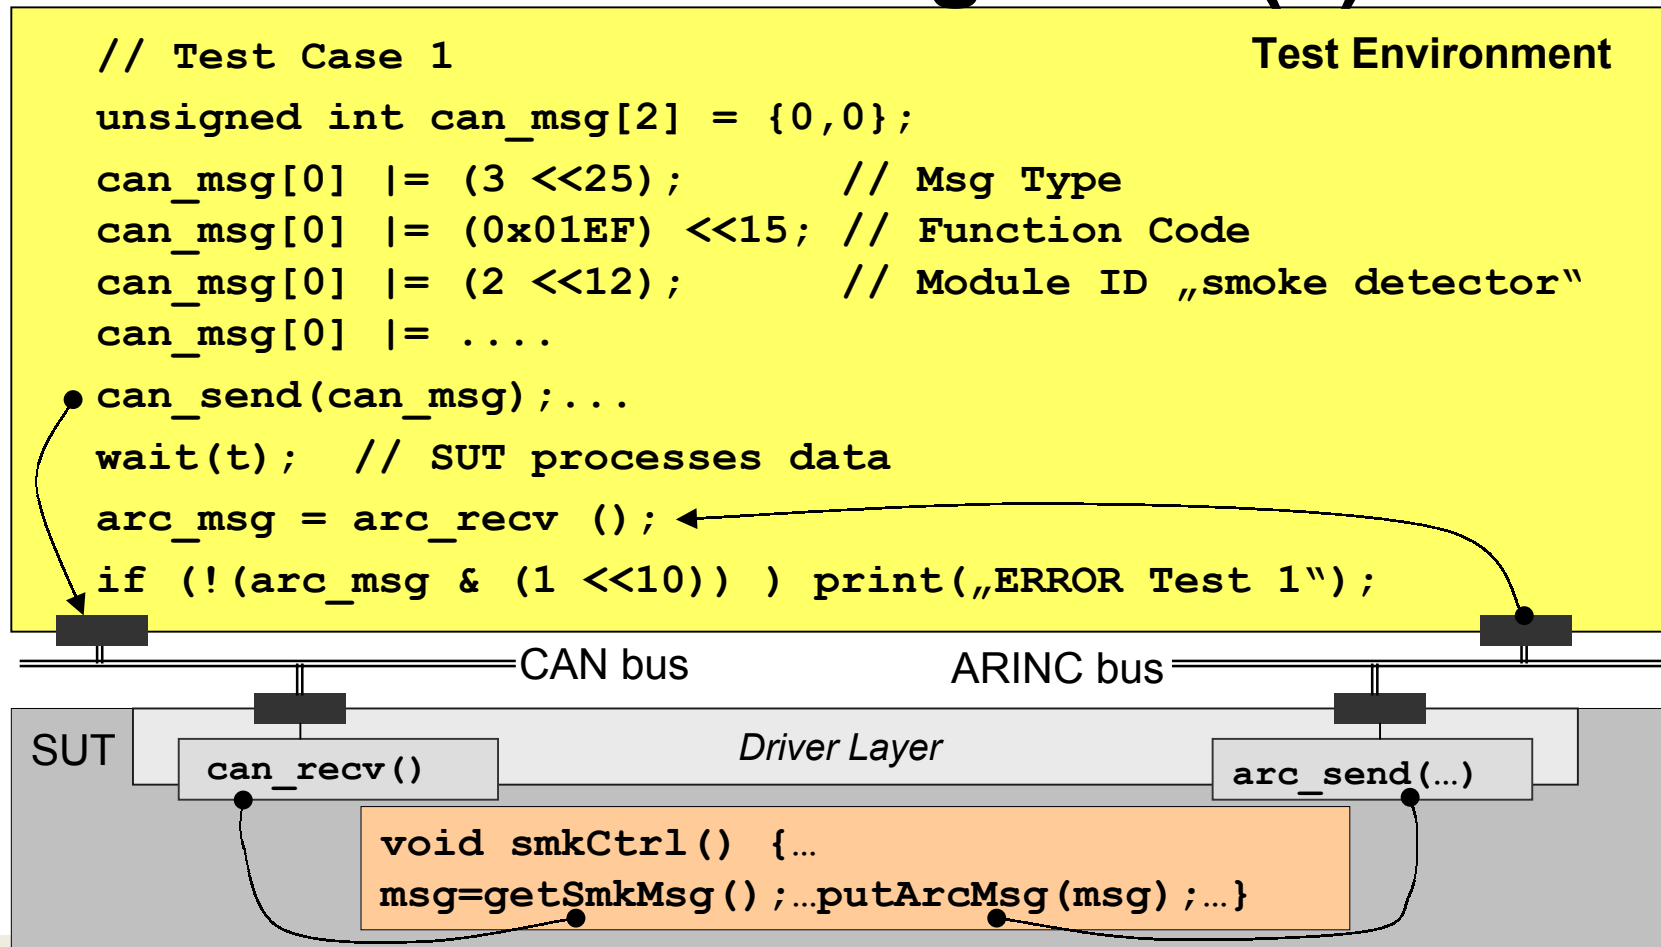 // Test Case 1
Test Environment
unsigned int can_msg[2] = {0,0};
can_msg[0] |= (3 <<25); // Msg Type
can_msg[0] |= (0x01EF) <<15; // Function Code
can_msg[0] |= (2 <<12); // Module ID „smoke detector“
can_msg[0] |= ....
can_send(can_msg);...
wait(t); // SUT processes data
arc_msg = arc_recv ();
if (!(arc_msg & (1 <<10)) ) print(„ERROR Test 1“);
CAN bus
ARINC bus
SUT
Driver Layer
can_recv()
arc_send(…)
void smkCtrl() {…
msg=getSmkMsg();…putArcMsg(msg);…}